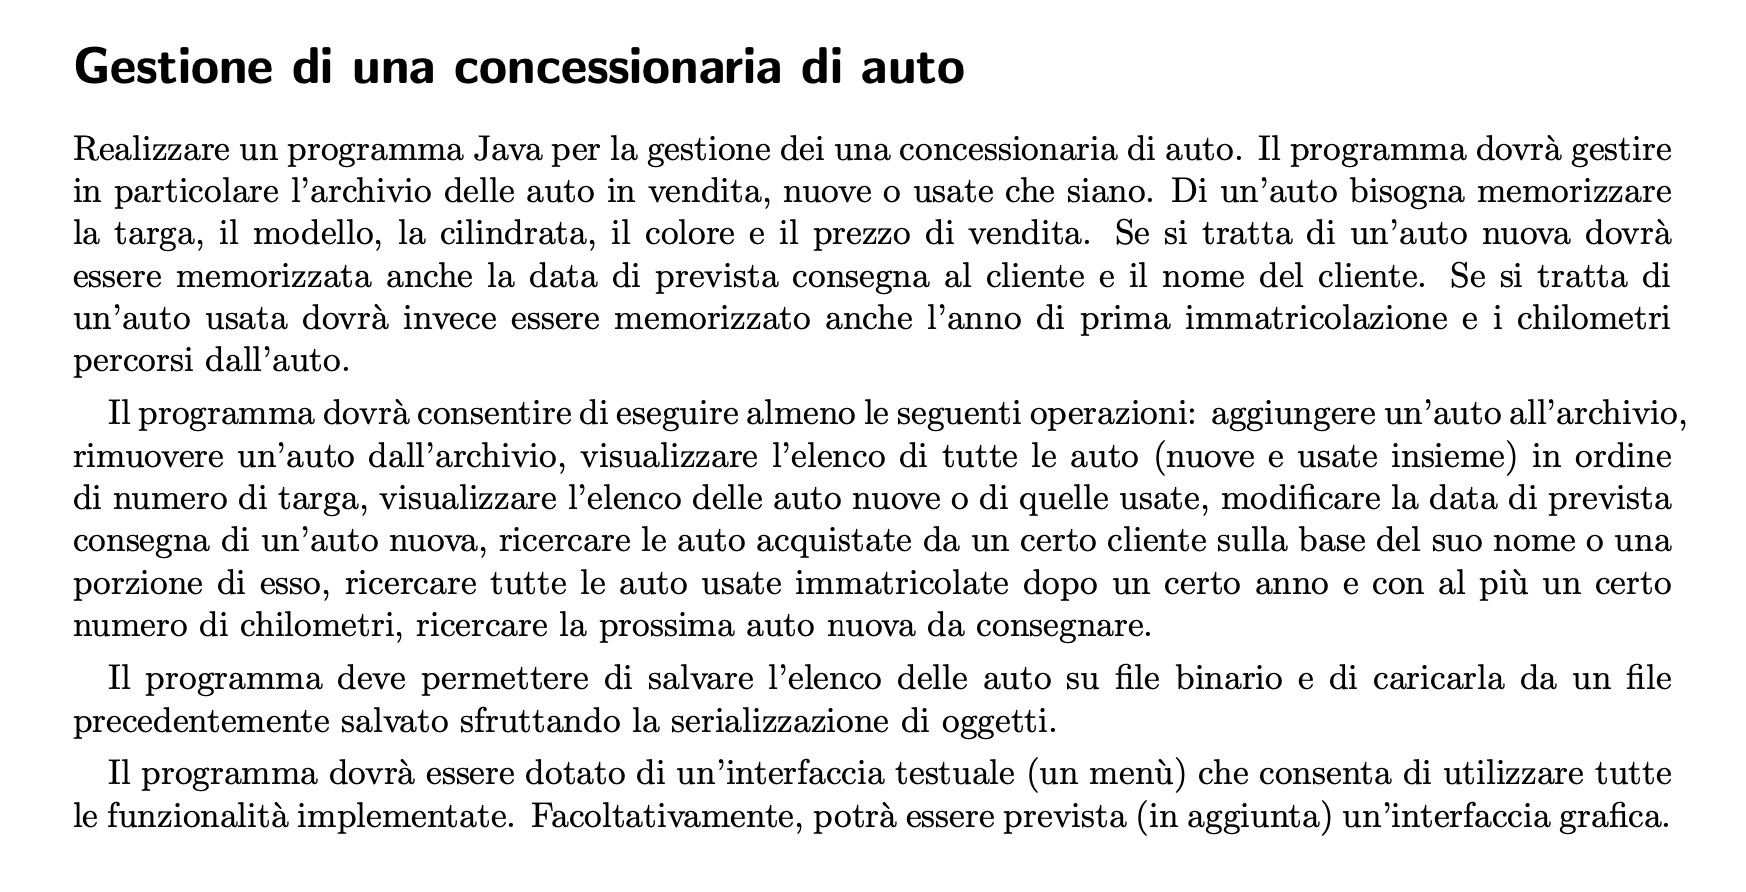 Gestione di una concessionaria di auto
Realizzare un programma Java per la gestione dei una concessionaria di auto. Il programma dovrà gestire
in particolare l'archivio delle auto in vendita, nuove o usate che siano. Di un'auto bisogna memorizzare
la targa, il modello, la cilindrata, il colore e il prezzo di vendita. Se si tratta di un'auto nuova dovrà
essere memorizzata anche la data di prevista consegna al cliente e il nome del cliente. Se si tratta di
un'auto usata dovrà invece essere memorizzato anche l'anno di prima immatricolazione e i chilometri
percorsi dall'auto.
Il programma dovrà consentire di eseguire almeno le seguenti operazioni: aggiungere un'auto all'archivio,
rimuovere un'auto dall'archivio, visualizzare l'elenco di tutte le auto (nuove e usate insieme) in ordine
di numero di targa, visualizzare l'elenco delle auto nuove o di quelle usate, modificare la data di prevista
consegna di un'auto nuova, ricercare le auto acquistate da un certo cliente sulla base del suo nome o una
porzione di esso, ricercare tutte le auto usate immatricolate dopo un certo anno e con al più un certo
numero di chilometri, ricercare la prossima auto nuova da consegnare.
Il programma deve permettere di salvare l'elenco delle auto su file binario e di caricarla da un file
precedentemente salvato sfruttando la serializzazione di oggetti.
Il programma dovrà essere dotato di un'interfaccia testuale (un menù) che consenta di utilizzare tutte
le funzionalità implementate. Facoltativamente, potrà essere prevista (in aggiunta) un'interfaccia grafica.